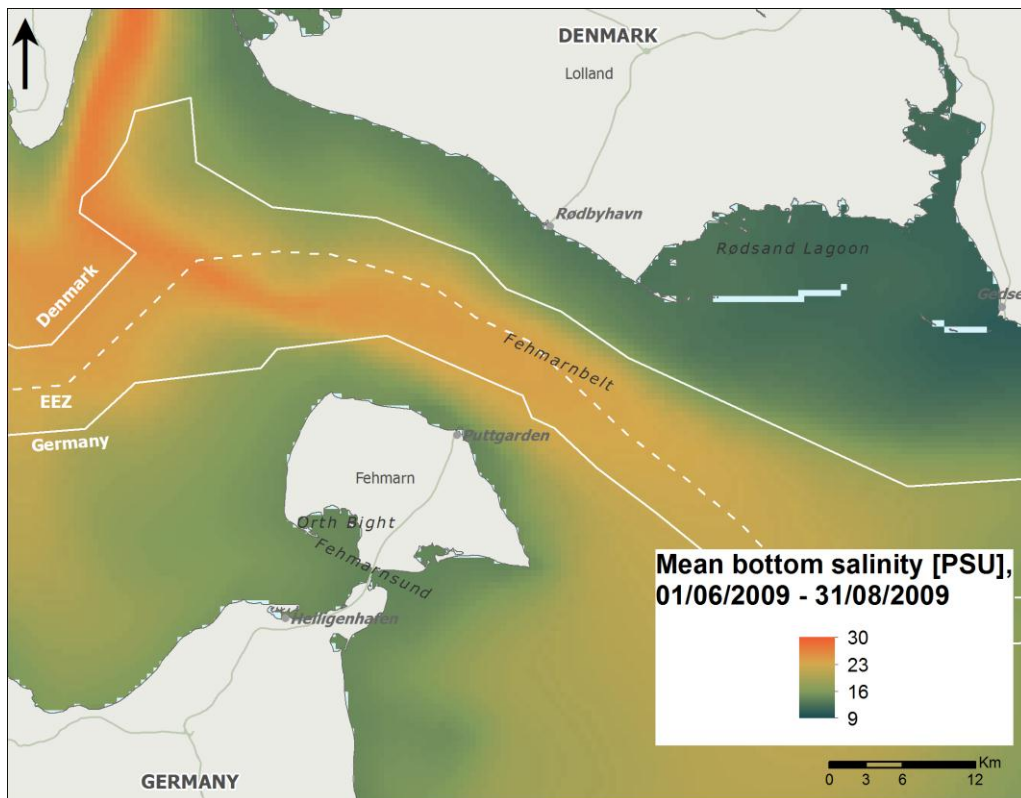 DENMARK
Lolland
Rødbyhavn
Rødsand Lagoon
Gedse
Denmark
Fehmarnbelt
EEZ
Germany
Puttgarden
Fehmarn
Orth Bight
Fehmarnsund
Heiligenhafen
GERMANY
Mean bottom salinity [PSU],
01/06/2009 - 31/08/2009
30
23
16
9
Km
0 3 6 12